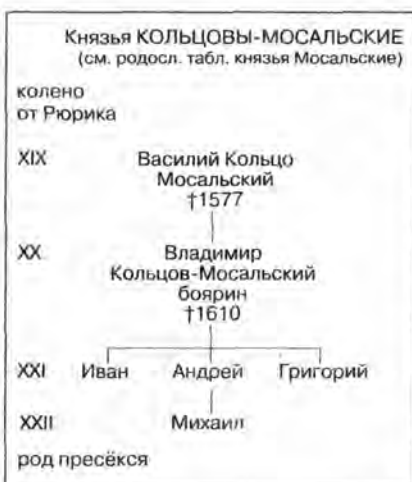 Князья КОЛЬЦОВЫ-МОСАЛЬСКИЕ
(см. родосл. табл. князья Мосальские)
колено
от Рюрика
XIX Василий Кольцо
Мосальский
†1577
XX Владимир
Кольцов-Мосальский
боярин
†1610
XXI Иван Андрей Григорий
XXII Михаил
род пресёкся